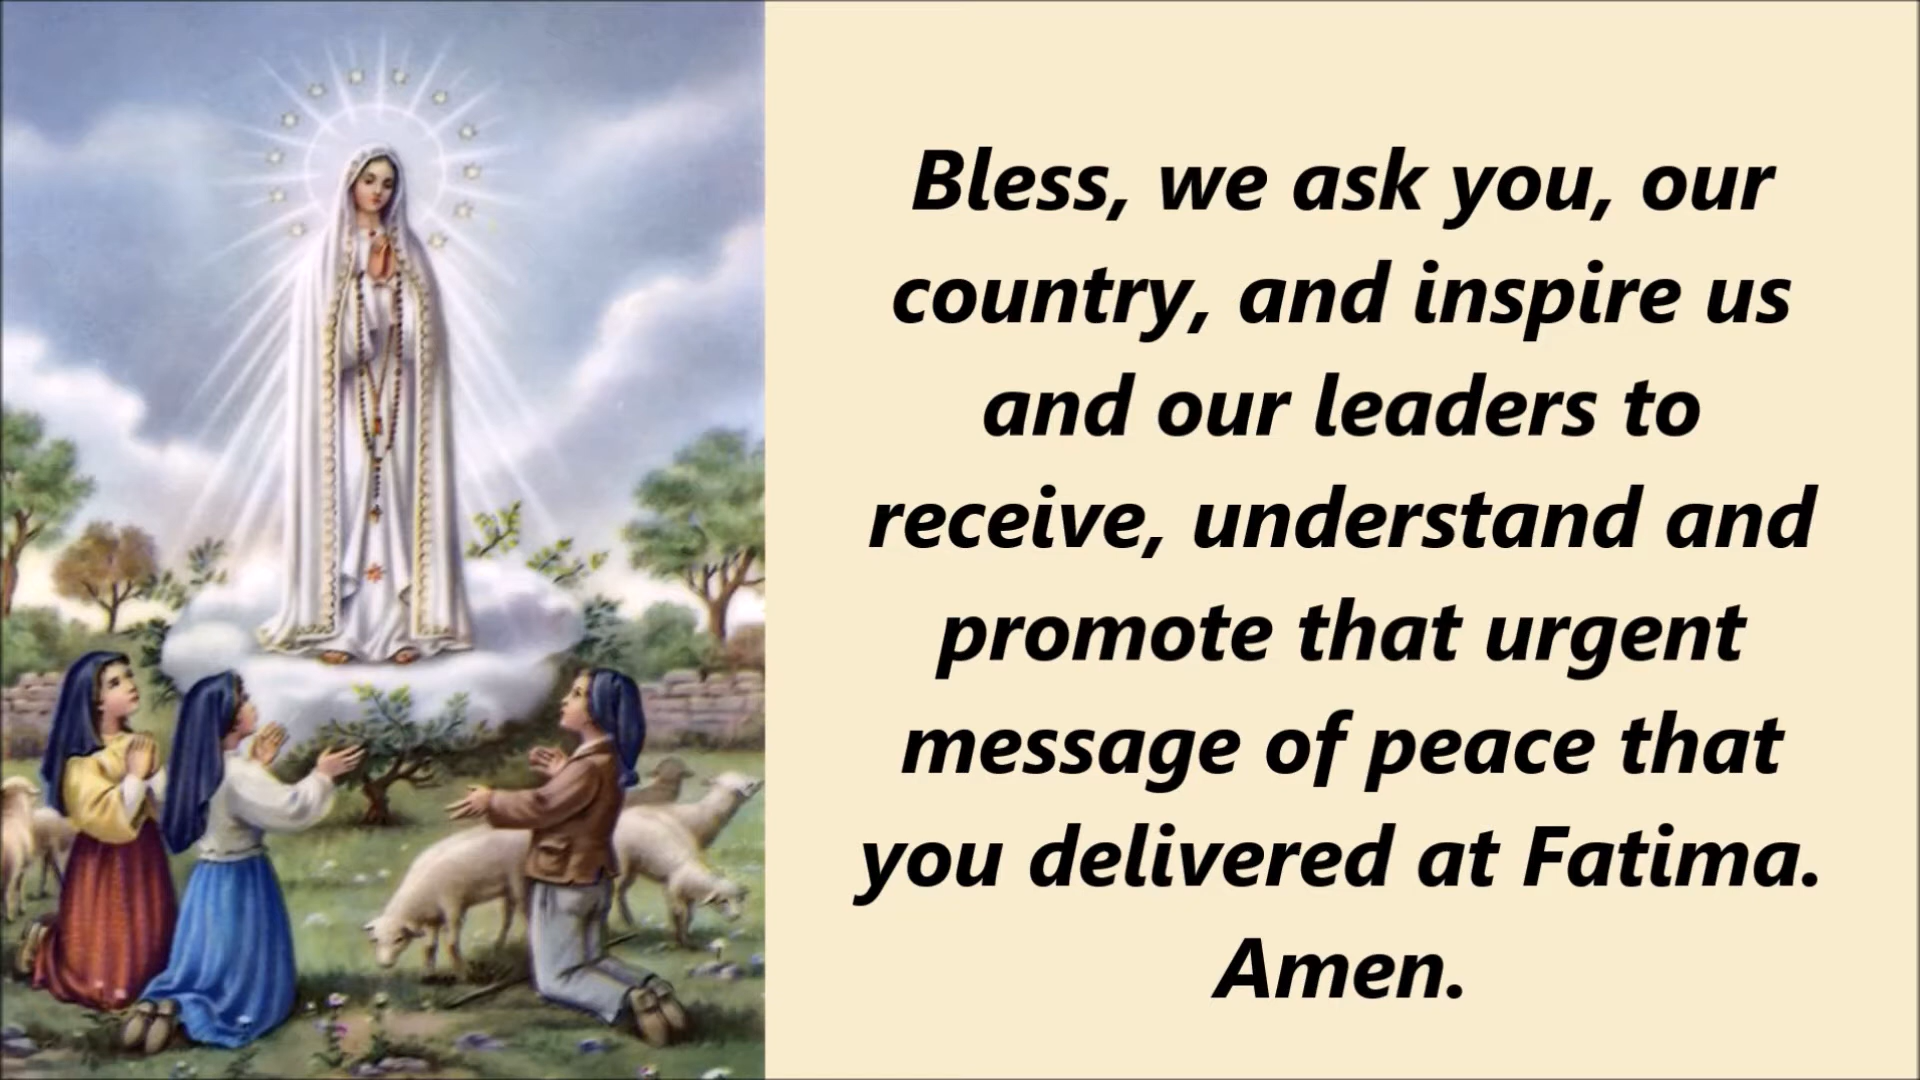 Bless, we ask you, our
country, and inspire us
and our leaders to
receive, understand and
promote that urgent
message of peace that
you delivered at Fatima.
Amen.